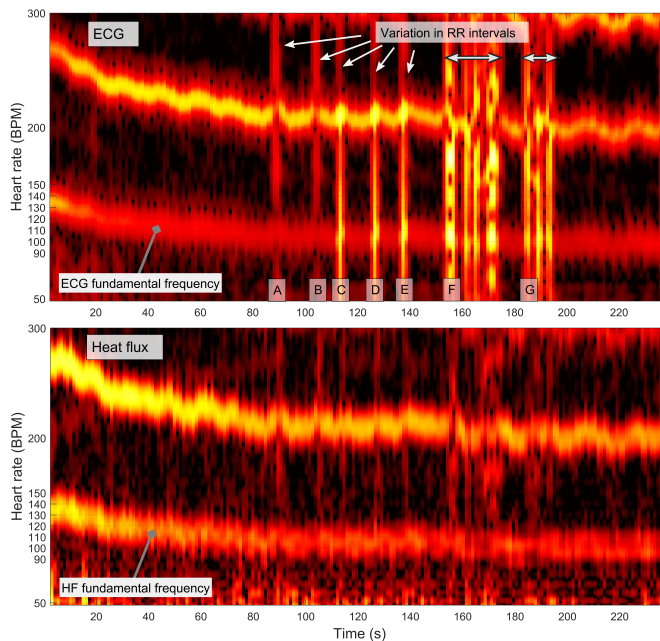 300
ECG
Variation in RR intervals
200
150
140
130
120
110
100
90
50
Heart rate (BPM)
ECG fundamental frequency
A
B
C
D
E
F
G
20
40
60
80
100
120
140
160
180
200
220
300
Heat flux
200
150
140
130
120
110
100
90
50
Heart rate (BPM)
HF fundamental frequency
20
40
60
80
100
120
140
160
180
200
220
Time (s)